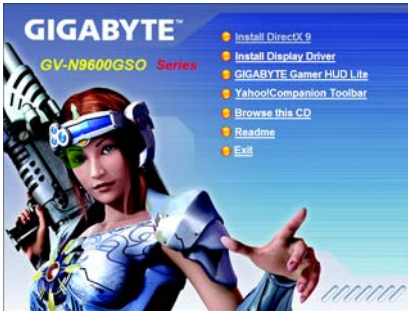 GIGABYTE™
GV-N9600GSO Series
Install DirectX 9
Install Display Driver
GIGABYTE Gamer HUD Lite
Yahoo!Companion Toolbar
Browse this CD
Readme
Exit